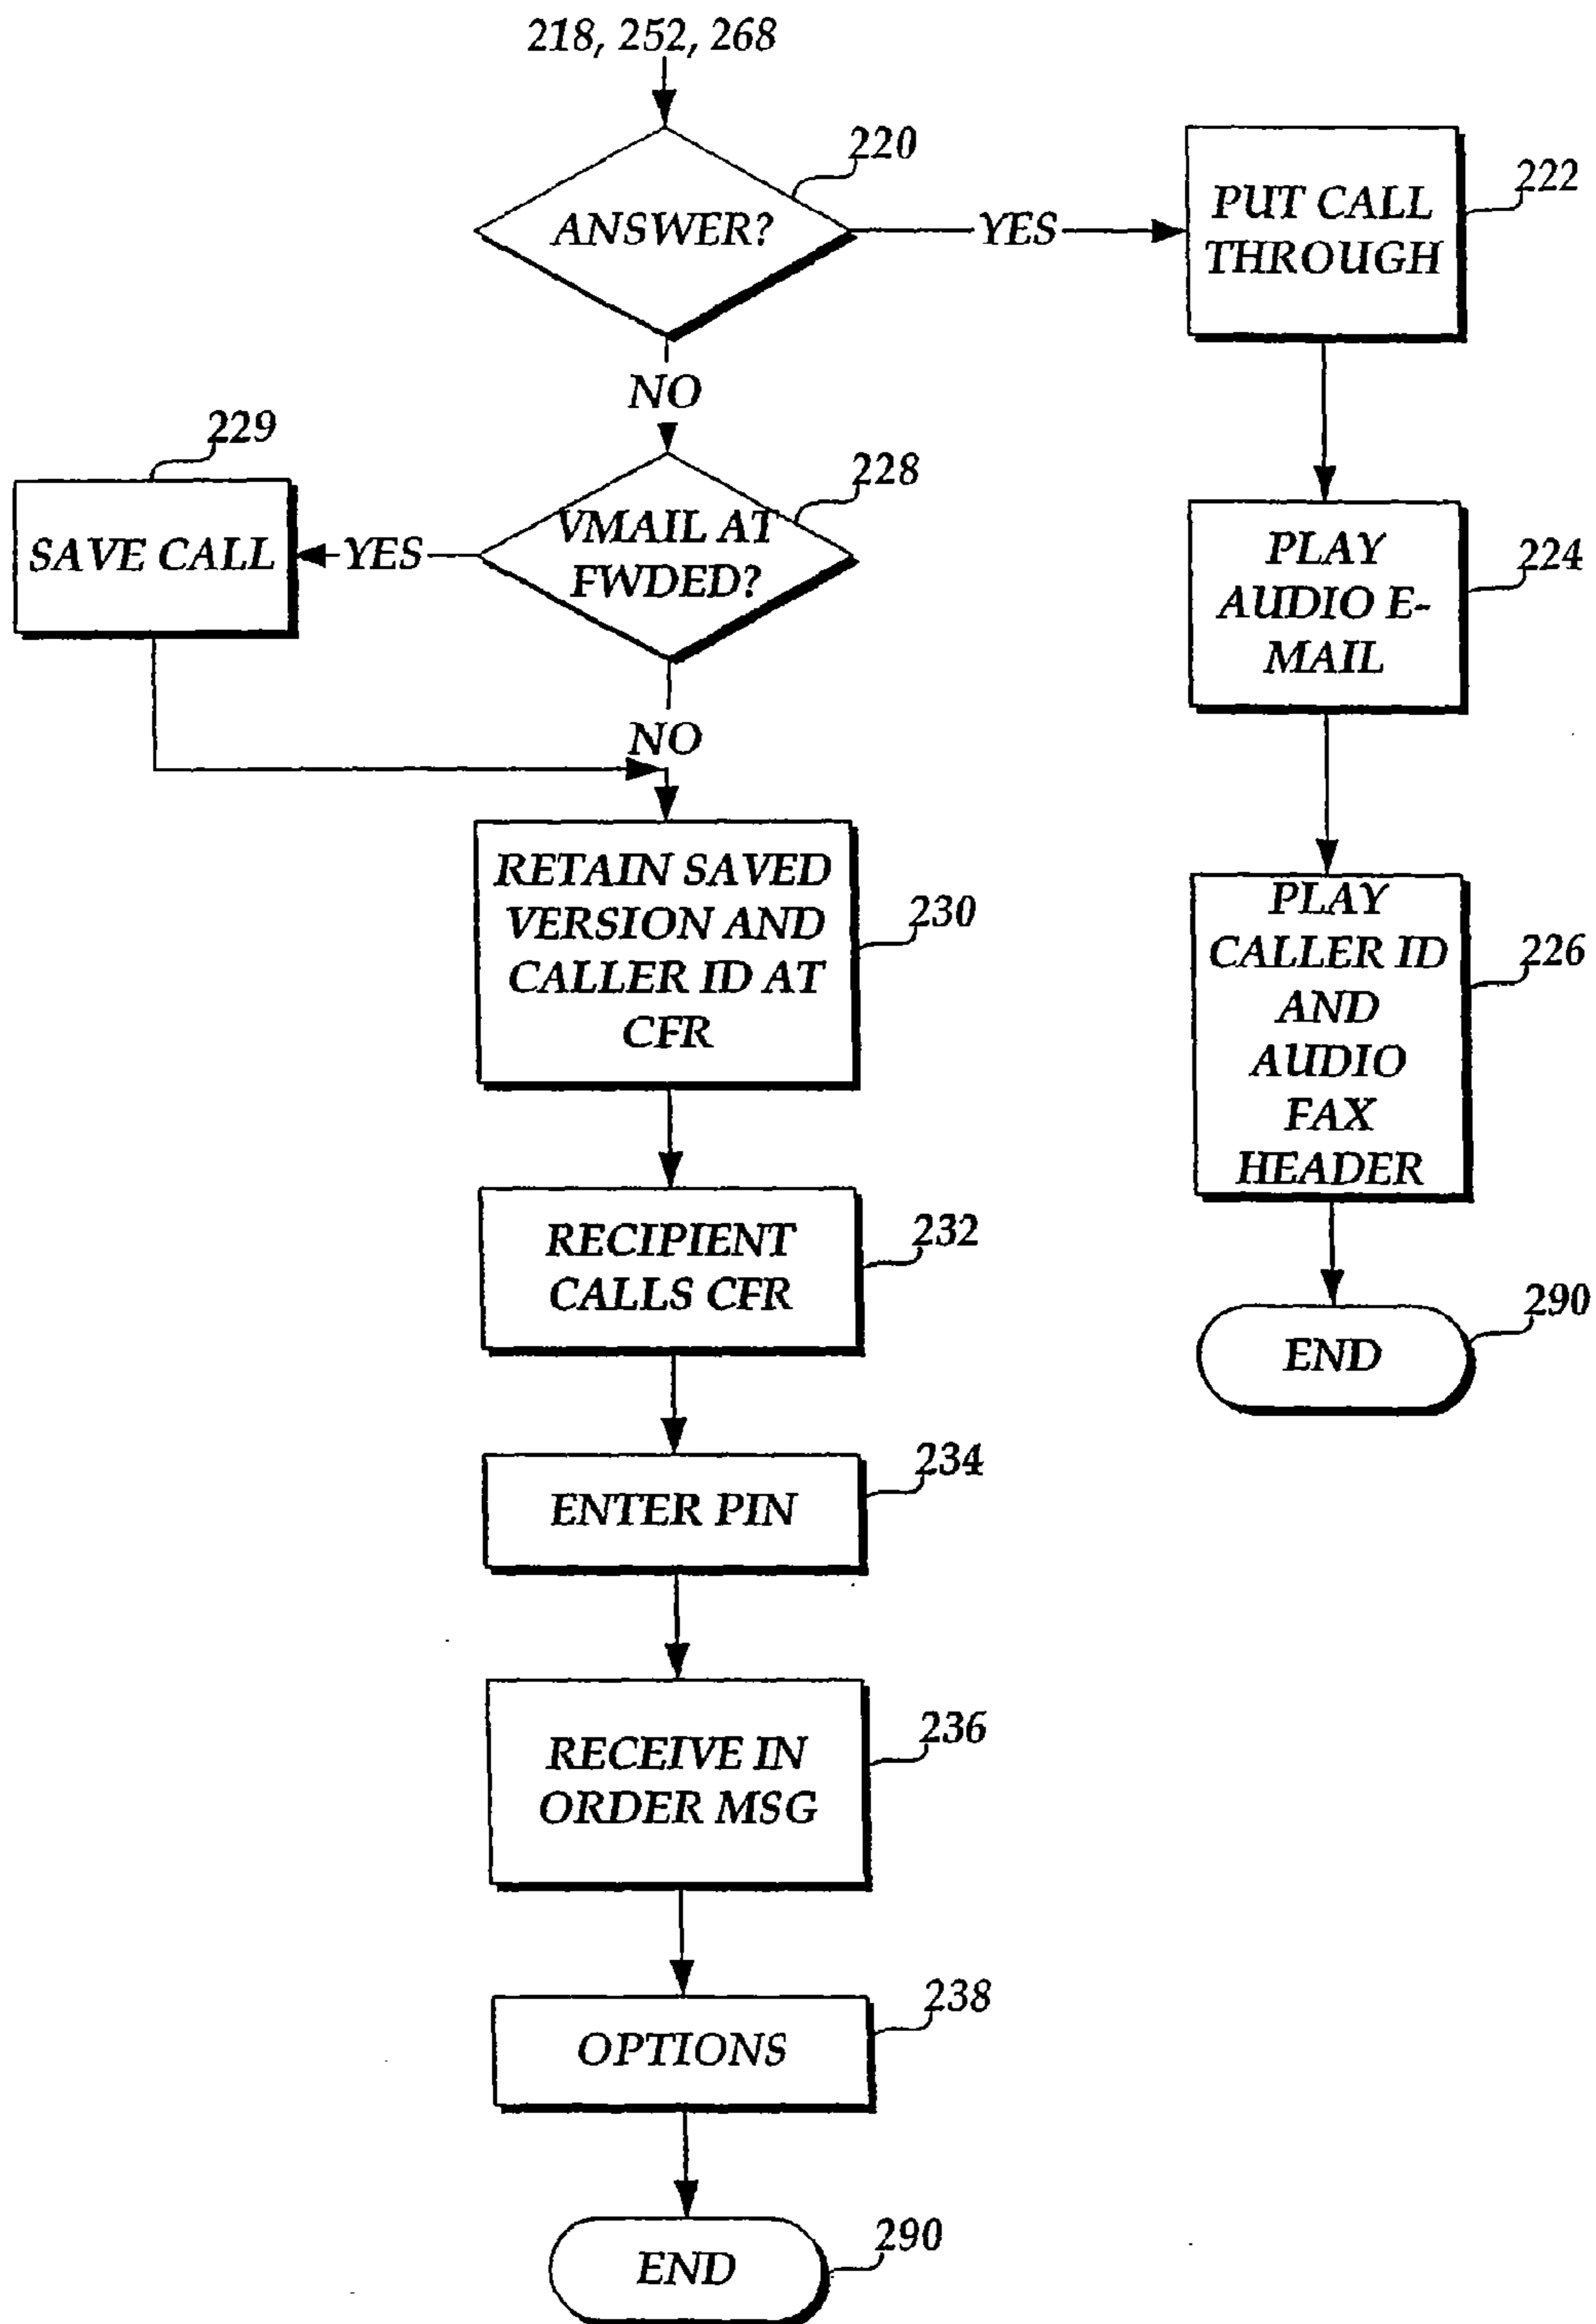 218, 252, 268
220
ANSWER?
YES
PUT CALL
THROUGH
222
NO
229
228
SAVE CALL
YES
VMAIL AT
FWDED?
PLAY
AUDIO E-
MAIL
224
NO
RETAIN SAVED
VERSION AND
CALLER ID AT
CFR
230
PLAY
CALLER ID
AND
AUDIO
FAX
HEADER
226
RECIPIENT
CALLS CFR
232
END
290
ENTER PIN
234
RECEIVE IN
ORDER MSG
236
OPTIONS
238
END
290